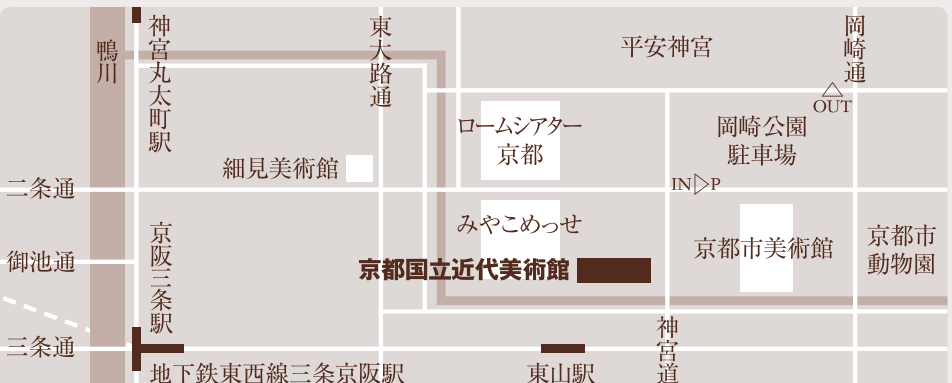 鴨川
神宮丸太町駅
東大路通
平安神宮
岡崎通
OUT
ロームシアター
京都
岡崎公園
駐車場
細見美術館
二条通
IN▷P
みやこめっせ
京都市美術館
京都市
動物園
御池通
京阪三条駅
京都国立近代美術館
三条通
神宮道
地下鉄東西線三条京阪駅
東山駅